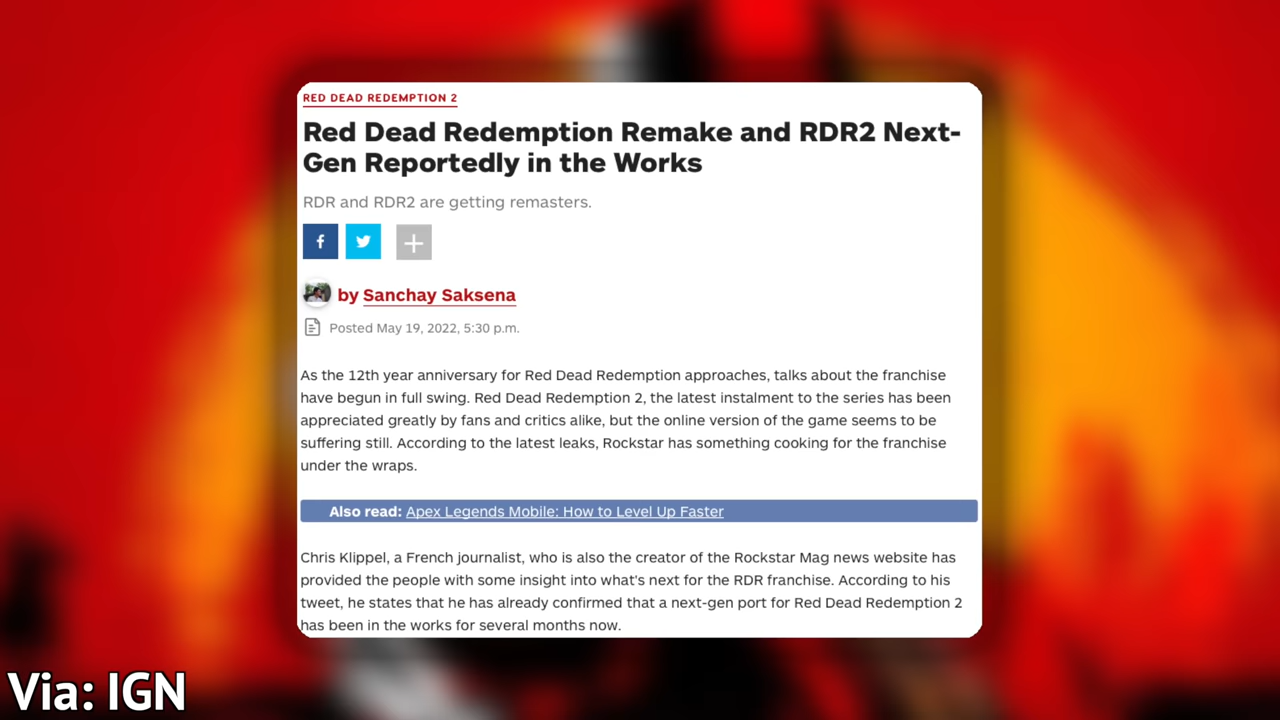 RED DEAD REDEMPTION 2
Red Dead Redemption Remake and RDR2 Next-
Gen Reportedly in the Works
RDR and RDR2 are getting remasters.
f
by Sanchay Saksena
Posted May 19, 2022, 5:30 p.m.
As the 12th year anniversary for Red Dead Redemption approaches, talks about the franchise
have begun in full swing. Red Dead Redemption 2, the latest instalment to the series has been
appreciated greatly by fans and critics alike, but the online version of the game seems to be
suffering still. According to the latest leaks, Rockstar has something cooking for the franchise
under the wraps.
Also read: Apex Legends Mobile: How to Level Up Faster
Chris Klippel, a French journalist, who is also the creator of the Rockstar Mag news website has
provided the people with some insight into what's next for the RDR franchise. According to his
tweet, he states that he has already confirmed that a next-gen port for Red Dead Redemption 2
has been in the works for several months now.
Via: IGN